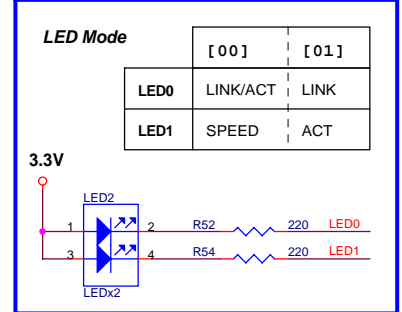 LED Mode
[00] [01]
LED0 LINK/ACT LINK
LED1 SPEED ACT
3.3V
LED2
1 2 R52 220 LED0
3 4 R54 220 LED1
LEDx2